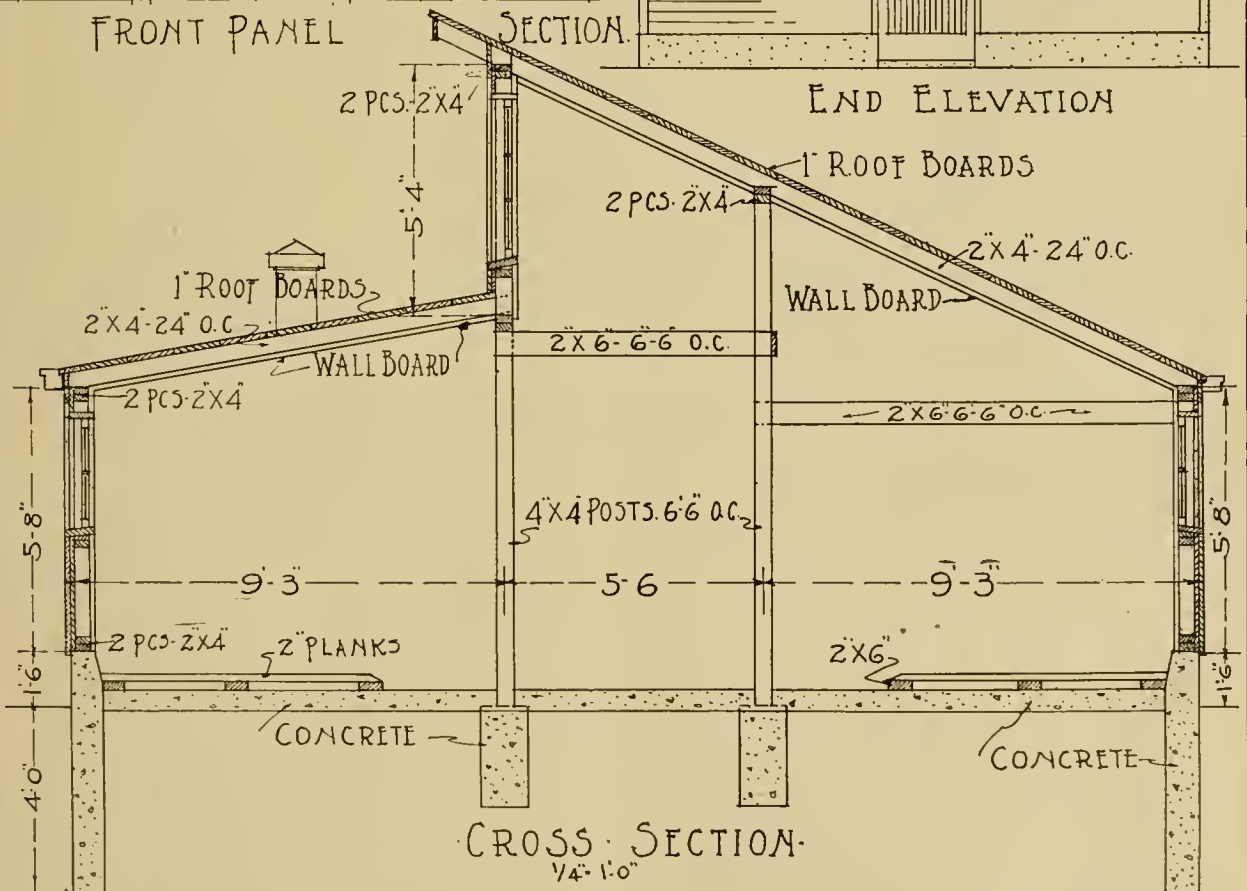 FRONT PANEL SECTION.
END ELEVATION
2 PCS. 2"X4"
5'-4"
1" ROOF BOARDS
2 PCS. 2"X4"
2"X4"-24" O.C.
WALL BOARD
1" ROOF BOARDS
2"X4"-24" O.C
WALL BOARD
2"X6"-6'-6" O.C.
2 PCS-2"X4"
2"X6"-6'-6" O.C.
5'-8"
4"X4" POSTS. 6'-6" O.C.
5'-8"
9'-3"
5-6
9'-3"
2 PCS-2"X4"
2" PLANKS
2"X6"
1'-6"
1'-6"
CONCRETE
CONCRETE
4'-0"
·CROSS · SECTION·
1/4"-1'-0"